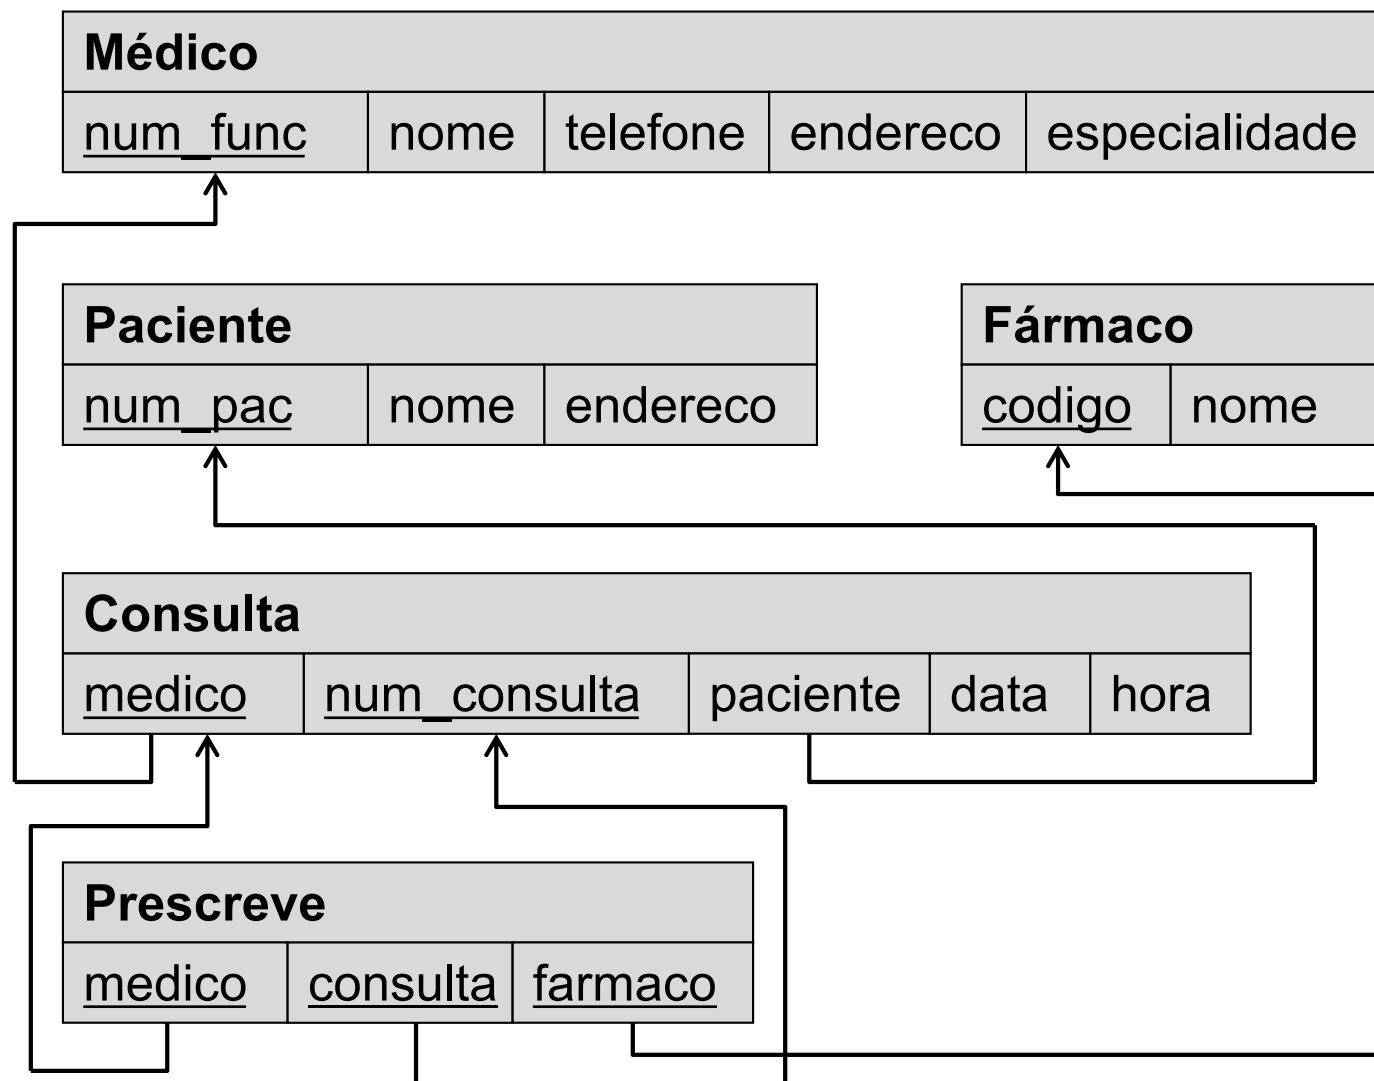 Médico
num_func nome telefone endereco especialidade
Paciente
num_pac nome endereco
Fármaco
codigo nome
Consulta
medico num_consulta paciente data hora
Prescreve
medico consulta farmaco